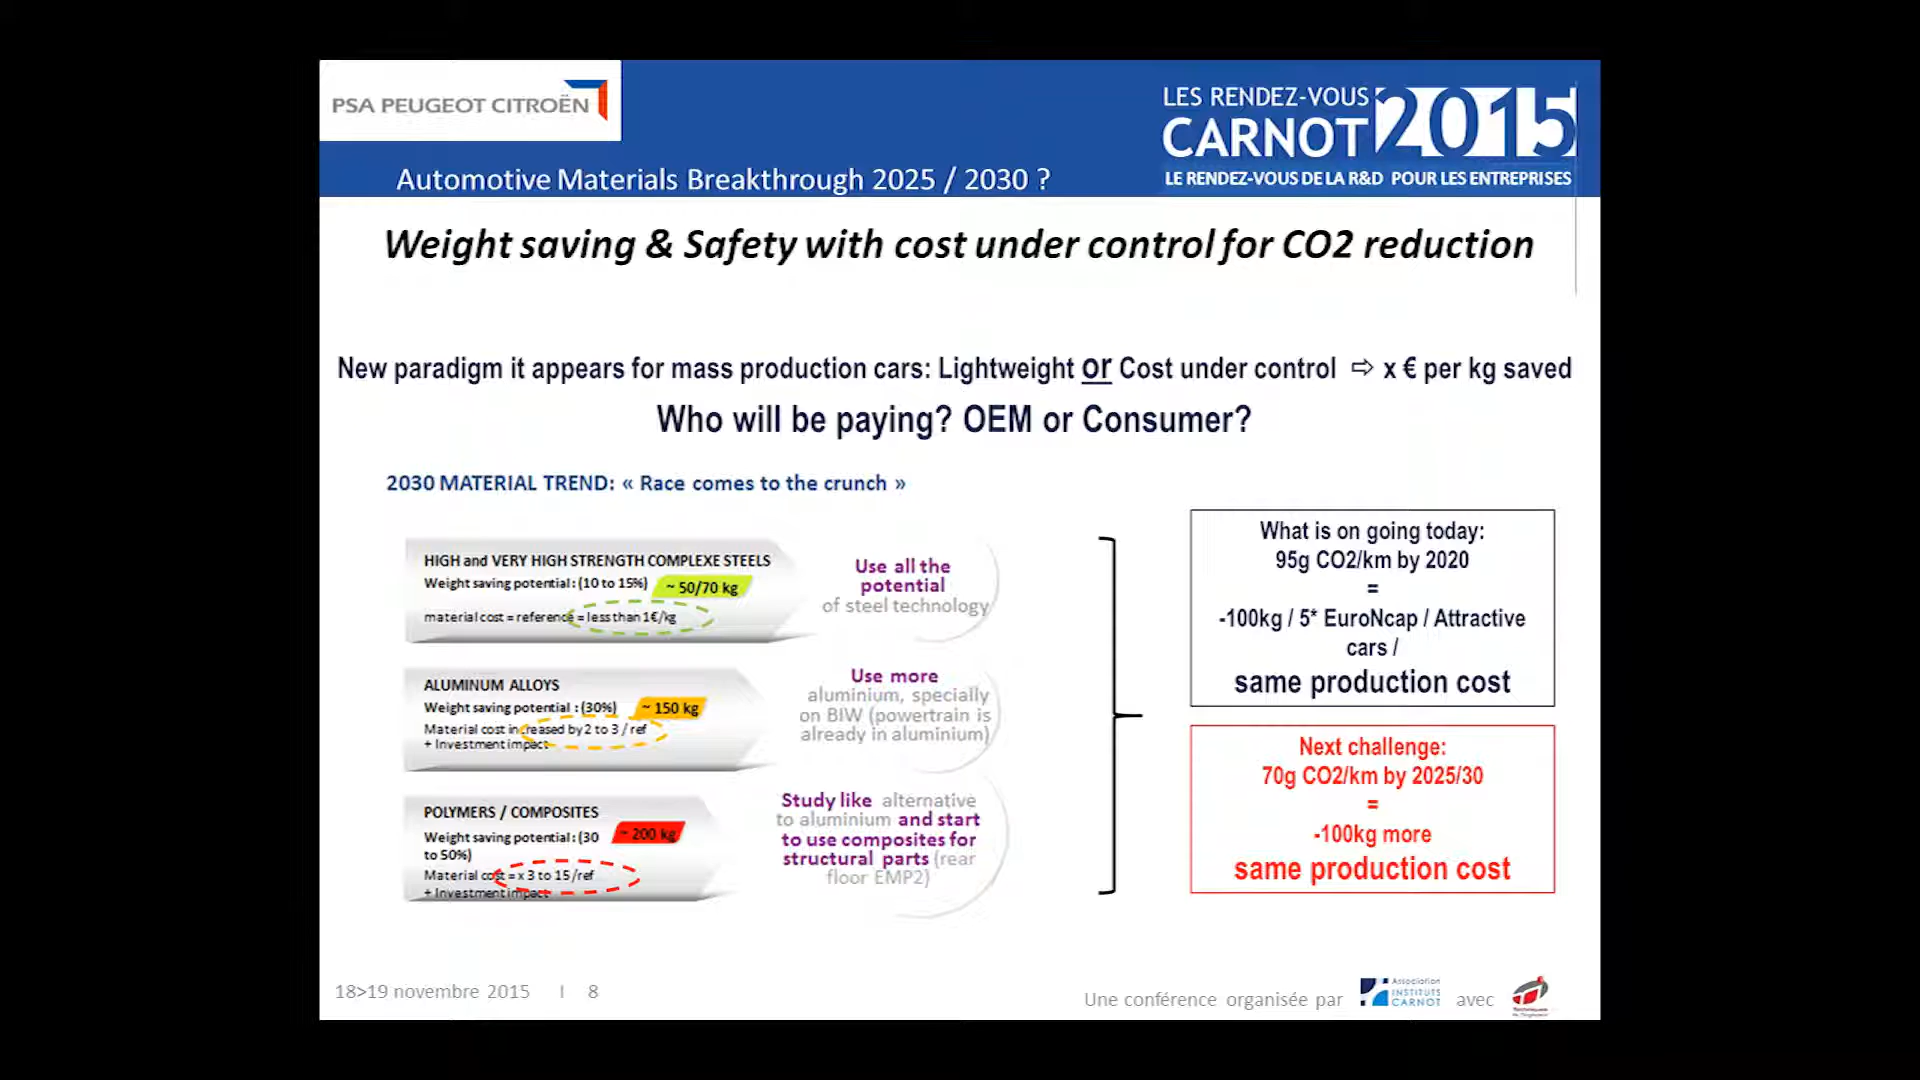 PSA PEUGEOT CITROËN
LES RENDEZ-VOUS
CARNOT 2015
LE RENDEZ-VOUS DE LA R&D POUR LES ENTREPRISES
Automotive Materials Breakthrough 2025 / 2030 ?
Weight saving & Safety with cost under control for CO2 reduction
New paradigm it appears for mass production cars: Lightweight or Cost under control ⇨ x € per kg saved
Who will be paying? OEM or Consumer?
2030 MATERIAL TREND: « Race comes to the crunch »
HIGH and VERY HIGH STRENGTH COMPLEXE STEELS
Weight saving potential: (10 to 15%)
~ 50/70 kg
material cost = reference = less than 1€/kg
Use all the
potential
of steel technology
ALUMINUM ALLOYS
Weight saving potential : (30%)
~ 150 kg
Material cost increased by 2 to 3 / ref
+ Investment impact
Use more
aluminium, specially
on BIW (powertrain is
already in aluminium)
POLYMERS / COMPOSITES
Weight saving potential: (30
to 50%)
~ 200 kg
Material cost = x 3 to 15 /ref
+ Investment impact
Study like alternative
to aluminium and start
to use composites for
structural parts (rear
floor EMP2)
What is on going today:
95g CO2/km by 2020
=
-100kg / 5* EuroNcap / Attractive
cars /
same production cost
Next challenge:
70g CO2/km by 2025/30
=
-100kg more
same production cost
18>19 novembre 2015 I 8
Une conférence organisée par
Association
INSTITUTS
CARNOT
avec